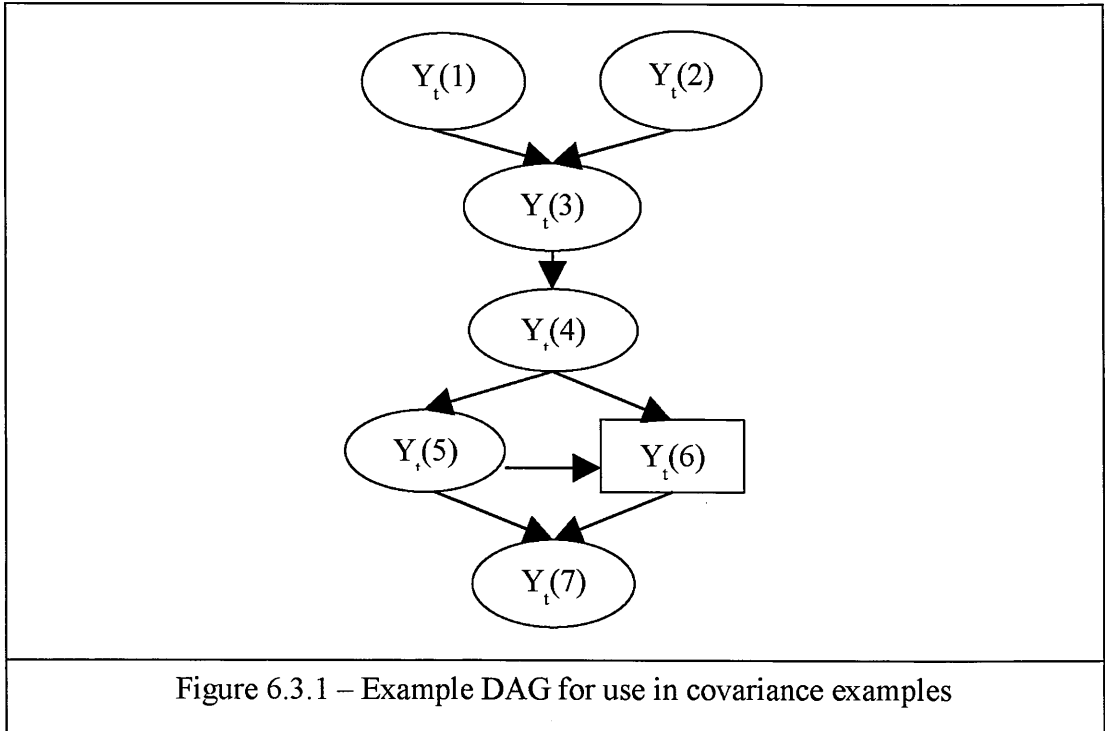 Y_t(1)
Y_t(2)
Y_t(3)
Y_t(4)
Y_t(5)
Y_t(6)
Y_t(7)
Figure 6.3.1 – Example DAG for use in covariance examples